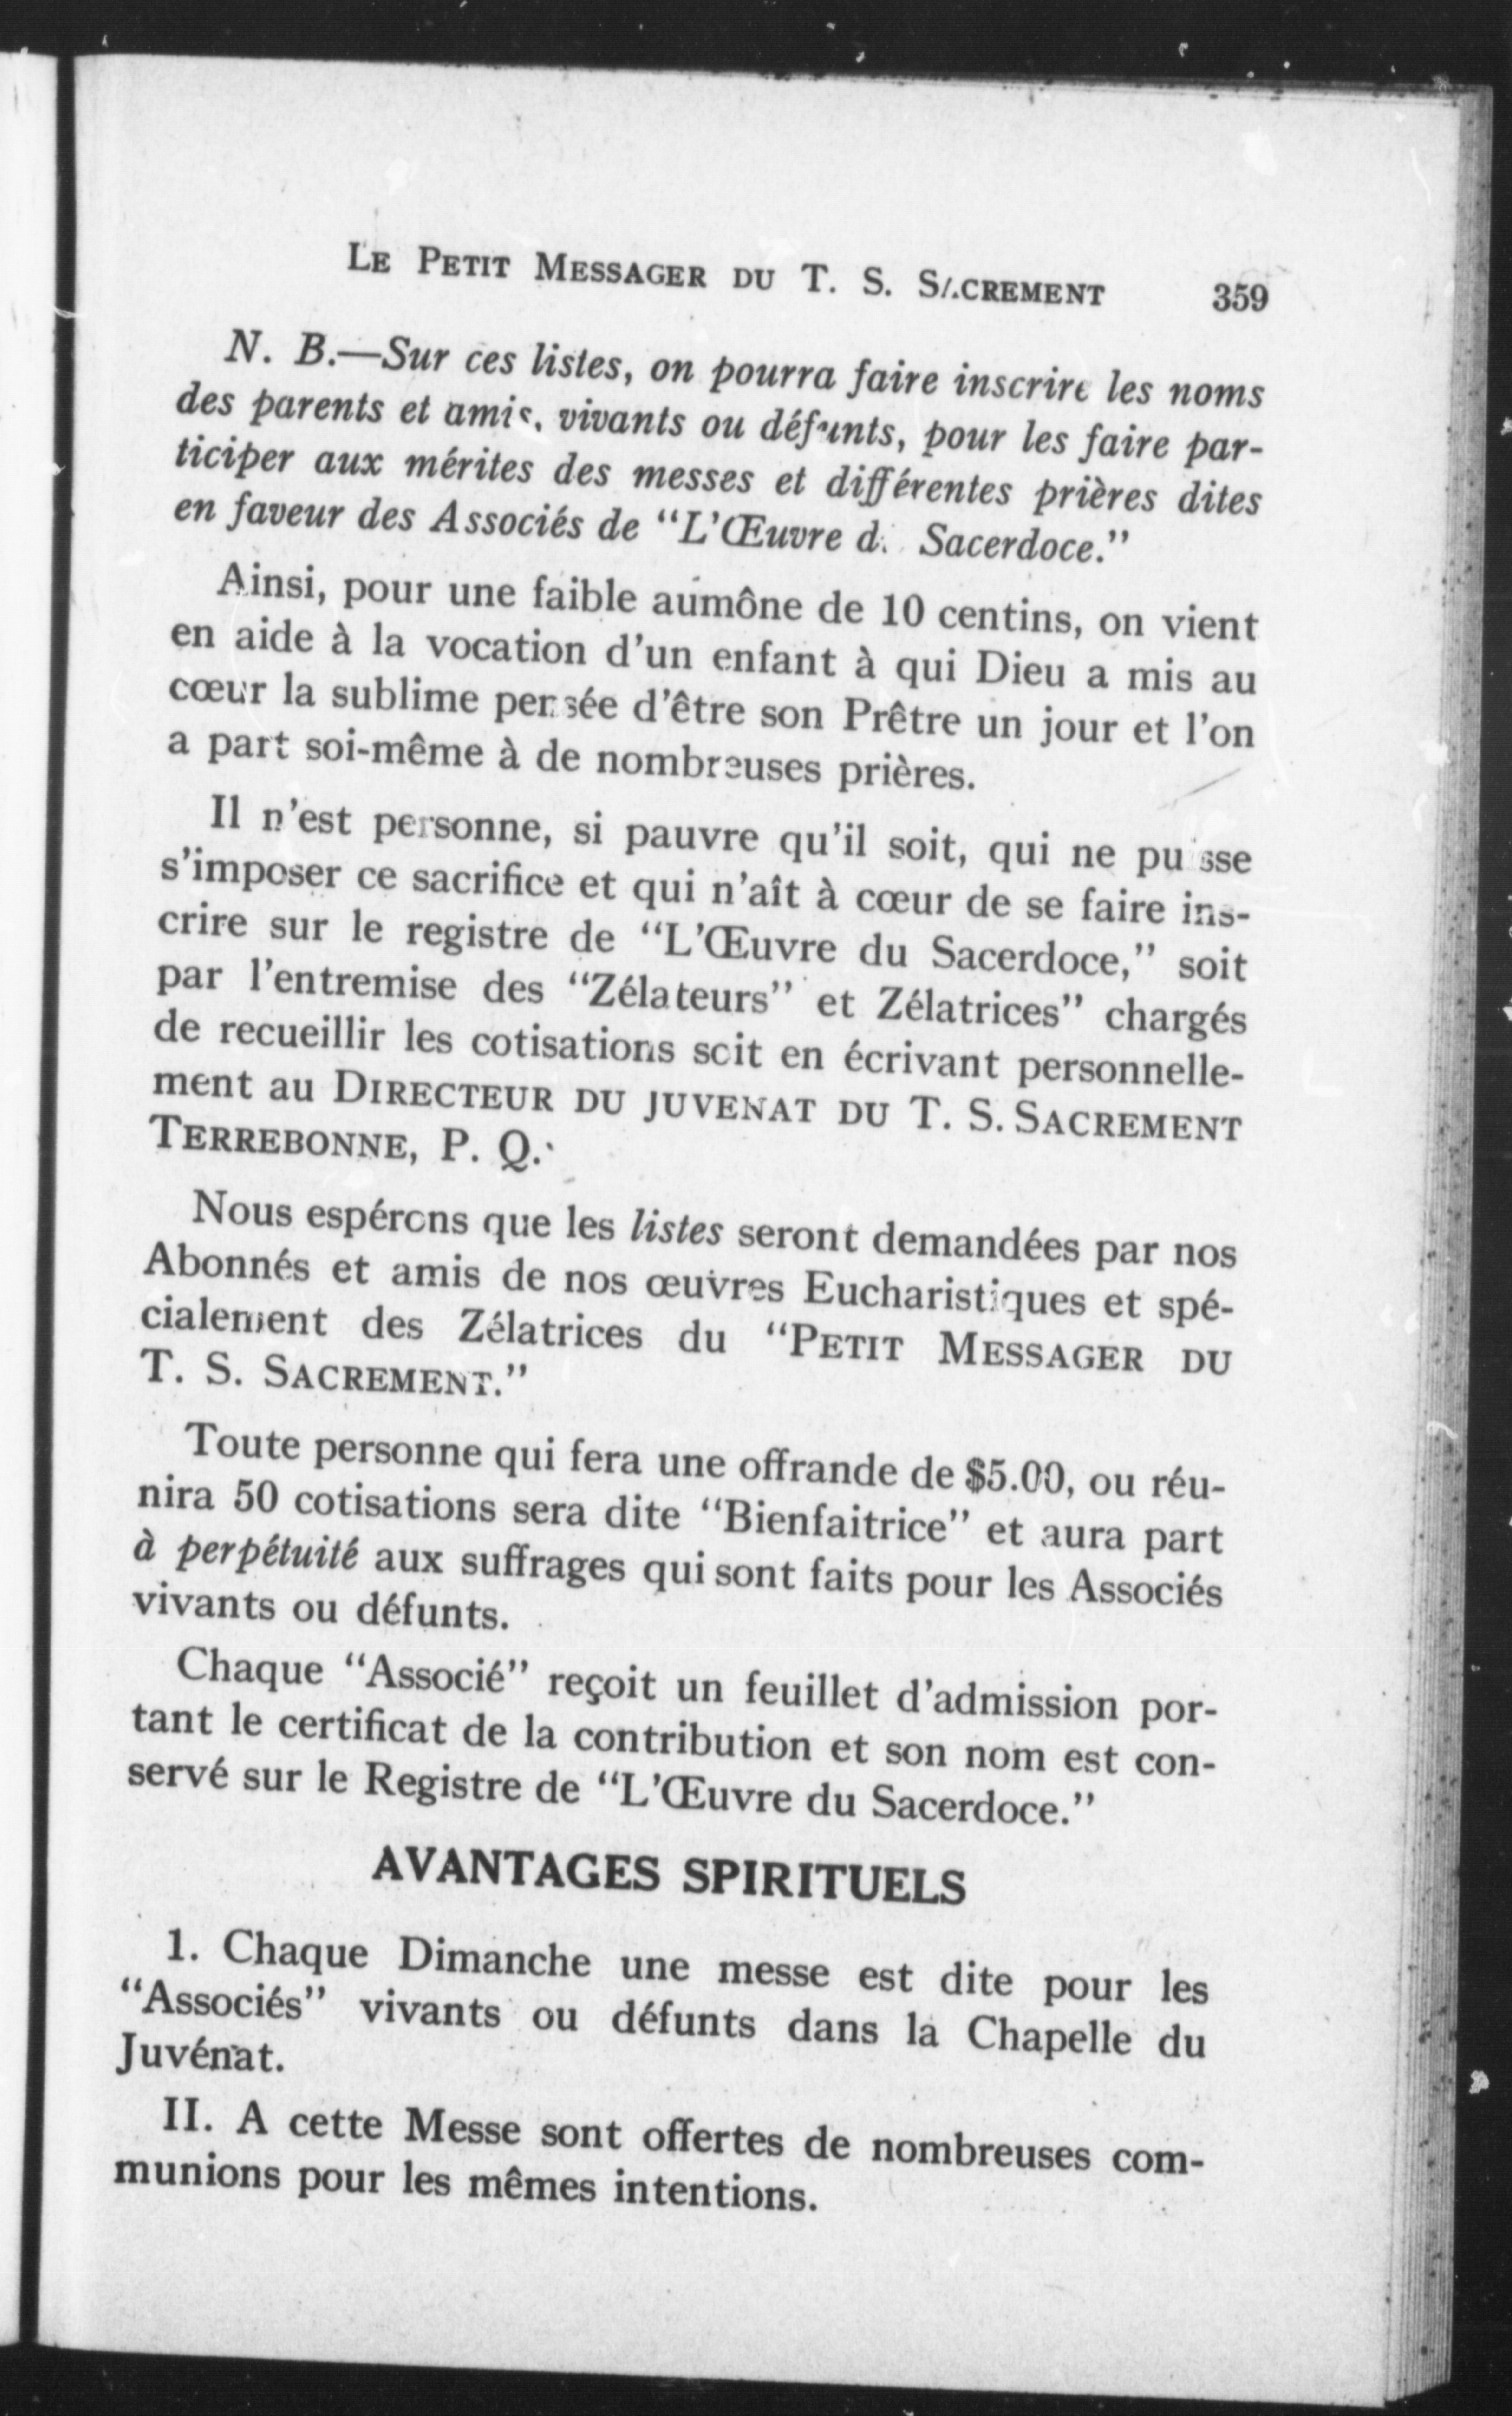 LE PETIT MESSAGER DU T. S. SACREMENT 359
N. B.—Sur ces listes, on pourra faire inscrire les noms
des parents et amis, vivants ou défunts, pour les faire par-
ticiper aux mérites des messes et différentes prières dites
en faveur des Associés de "L'Œuvre du Sacerdoce."
Ainsi, pour une faible aumône de 10 centins, on vient
en aide à la vocation d'un enfant à qui Dieu a mis au
cœur la sublime pensée d'être son Prêtre un jour et l'on
a part soi-même à de nombreuses prières.
Il n'est personne, si pauvre qu'il soit, qui ne puisse
s'imposer ce sacrifice et qui n'aît à cœur de se faire ins-
crire sur le registre de "L'Œuvre du Sacerdoce," soit
par l'entremise des "Zélateurs" et Zélatrices" chargés
de recueillir les cotisations soit en écrivant personnelle-
ment au DIRECTEUR DU JUVENAT DU T. S. SACREMENT
TERREBONNE, P. Q.
Nous espérons que les listes seront demandées par nos
Abonnés et amis de nos œuvres Eucharistiques et spé-
cialement des Zélatrices du "PETIT MESSAGER DU
T. S. SACREMENT."
Toute personne qui fera une offrande de $5.00, ou réu-
nira 50 cotisations sera dite "Bienfaitrice" et aura part
à perpétuité aux suffrages qui sont faits pour les Associés
vivants ou défunts.
Chaque "Associé" reçoit un feuillet d'admission por-
tant le certificat de la contribution et son nom est con-
servé sur le Registre de "L'Œuvre du Sacerdoce."
AVANTAGES SPIRITUELS
1. Chaque Dimanche une messe est dite pour les
"Associés" vivants ou défunts dans la Chapelle du
Juvénat.
II. A cette Messe sont offertes de nombreuses com-
munions pour les mêmes intentions.